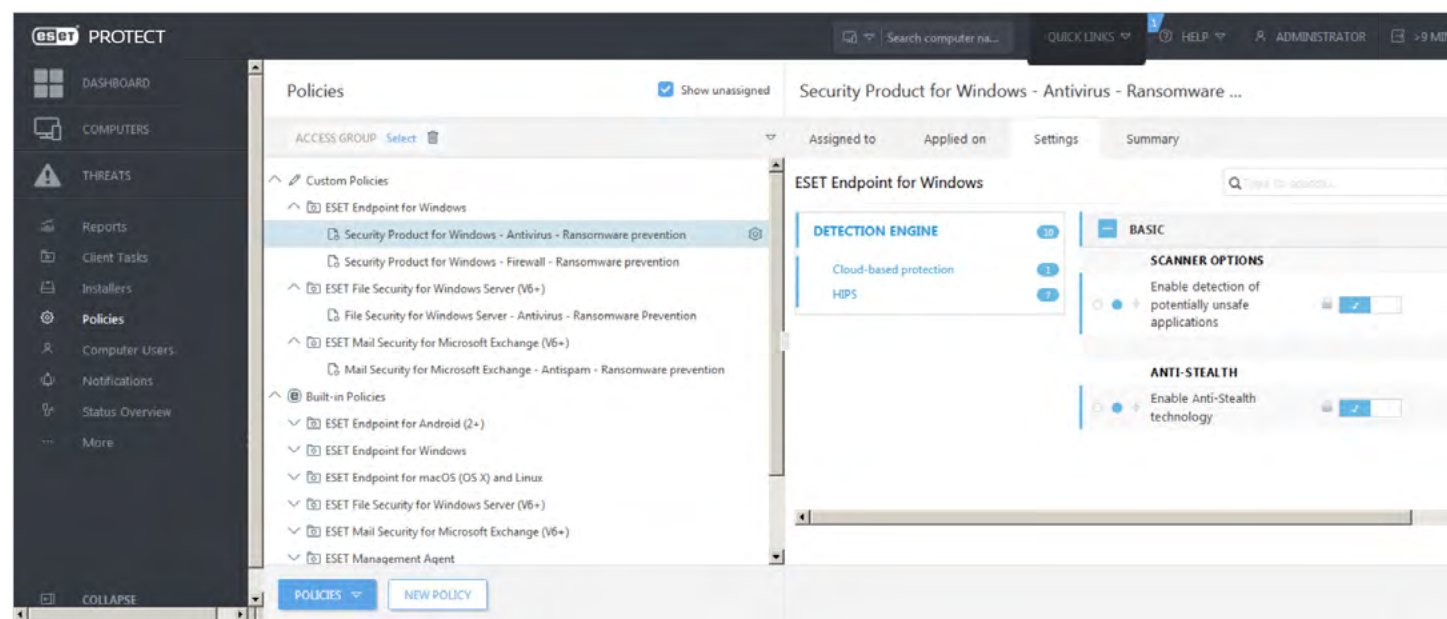 eset PROTECT
Search computer na...
QUICK LINKS
1
HELP
ADMINISTRATOR
>9 MIN
DASHBOARD
COMPUTERS
THREATS
Reports
Client Tasks
Installers
Policies
Computer Users
Notifications
Status Overview
More
COLLAPSE
Policies
Show unassigned
ACCESS GROUP Select
Custom Policies
ESET Endpoint for Windows
Security Product for Windows - Antivirus - Ransomware prevention
Security Product for Windows - Firewall - Ransomware prevention
ESET File Security for Windows Server (V6+)
File Security for Windows Server - Antivirus - Ransomware Prevention
ESET Mail Security for Microsoft Exchange (V6+)
Mail Security for Microsoft Exchange - Antispam - Ransomware prevention
Built-in Policies
ESET Endpoint for Android (2+)
ESET Endpoint for Windows
ESET Endpoint for macOS (OS X) and Linux
ESET File Security for Windows Server (V6+)
ESET Mail Security for Microsoft Exchange (V6+)
ESET Management Agent
POLICIES
NEW POLICY
Security Product for Windows - Antivirus - Ransomware ...
Assigned to
Applied on
Settings
Summary
ESET Endpoint for Windows
Type to search...
DETECTION ENGINE
Cloud-based protection 1
HIPS 7
BASIC
SCANNER OPTIONS
Enable detection of
potentially unsafe
applications
ANTI-STEALTH
Enable Anti-Stealth
technology